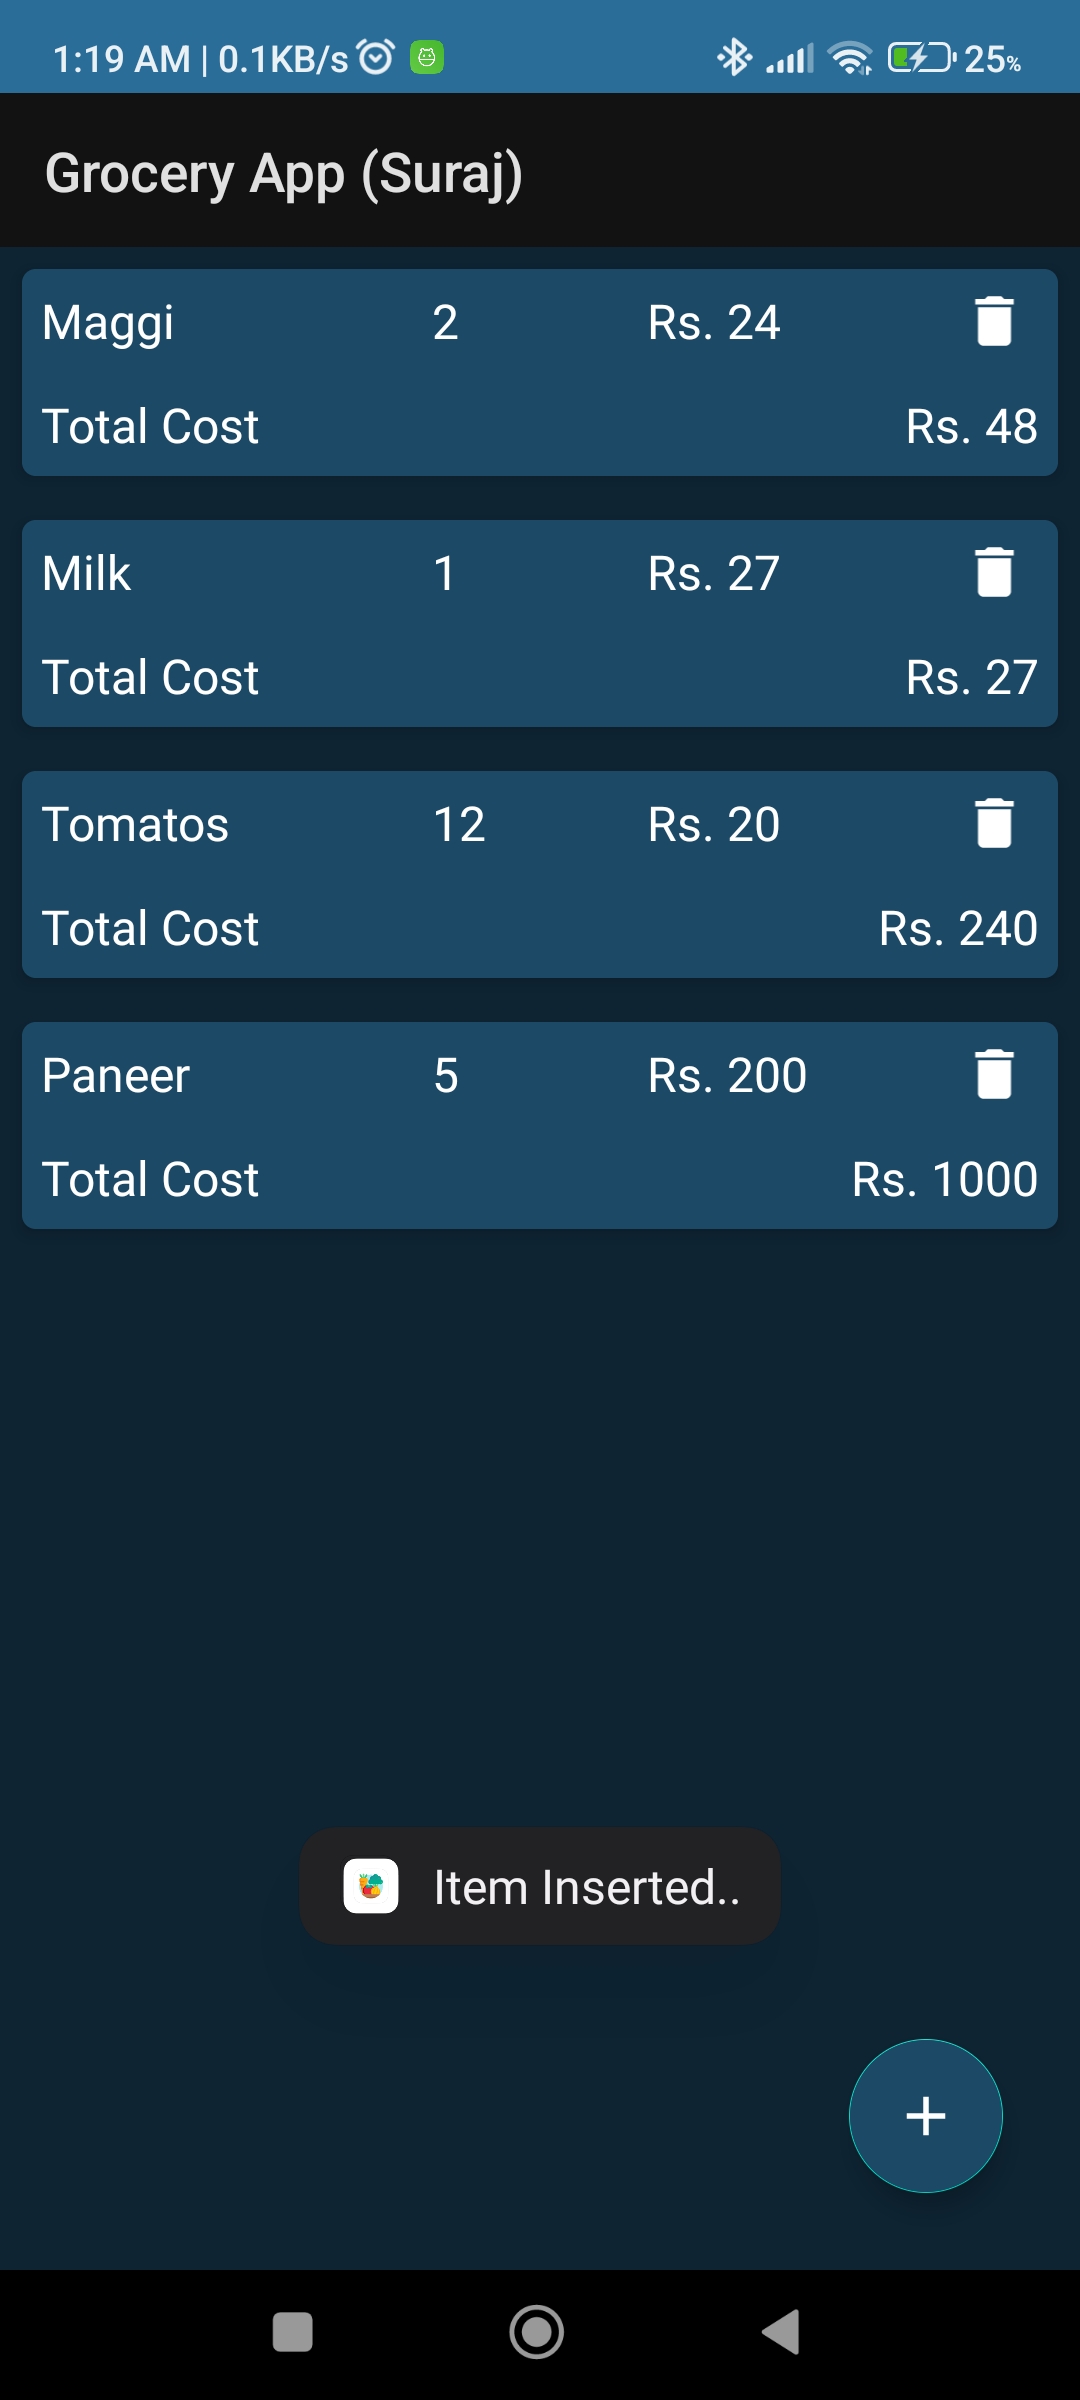 1:19 AM | 0.1KB/s 25%
Grocery App (Suraj)
Maggi 2 Rs. 24
Total Cost Rs. 48
Milk 1 Rs. 27
Total Cost Rs. 27
Tomatos 12 Rs. 20
Total Cost Rs. 240
Paneer 5 Rs. 200
Total Cost Rs. 1000
Item Inserted..